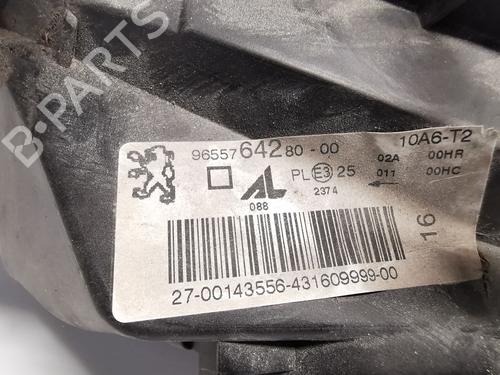 B-PARTS
9655764280-00
10A6-T2
AL
PL E3 25
02A 00HR
011 00HC
088
2374
16
27-00143556-431609999-00